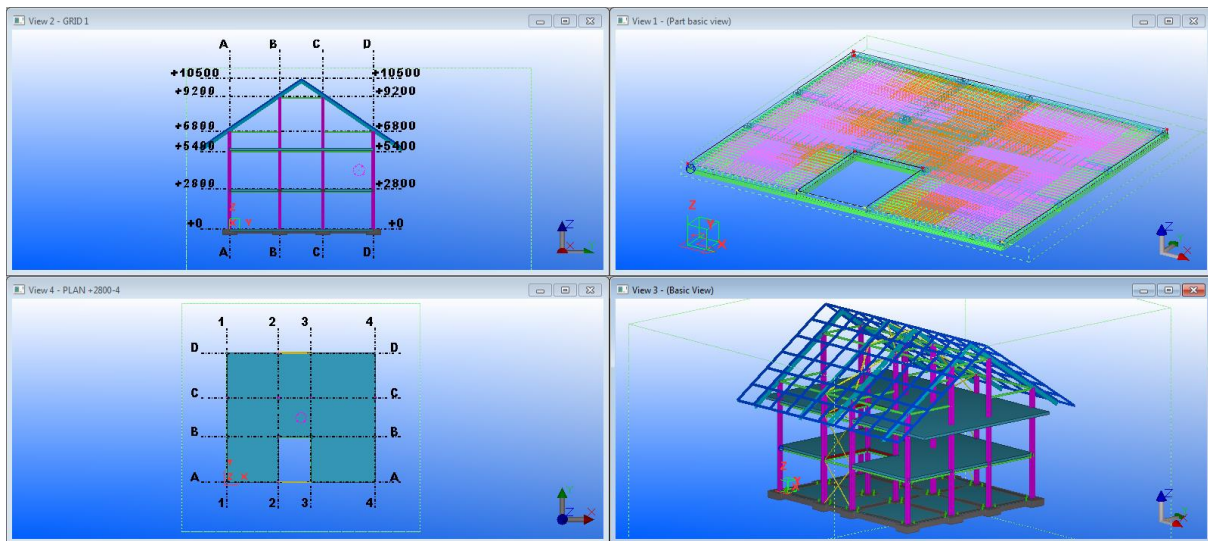 View 2 - GRID 1
A B C D
+10500 +10500
+9200 +9200
+6800 +6800
+5400 +5400
+2800 +2800
Z
X Y
+0 +0
A B C D
Z
X
View 1 - (Part basic view)
Z
Y
X
Z
X
View 4 - PLAN +2800-4
1 2 3 4
D D
C C
B B
Y
A Z X A
1 2 3 4
Y
Z X
View 3 - (Basic View)
Z
Z
X